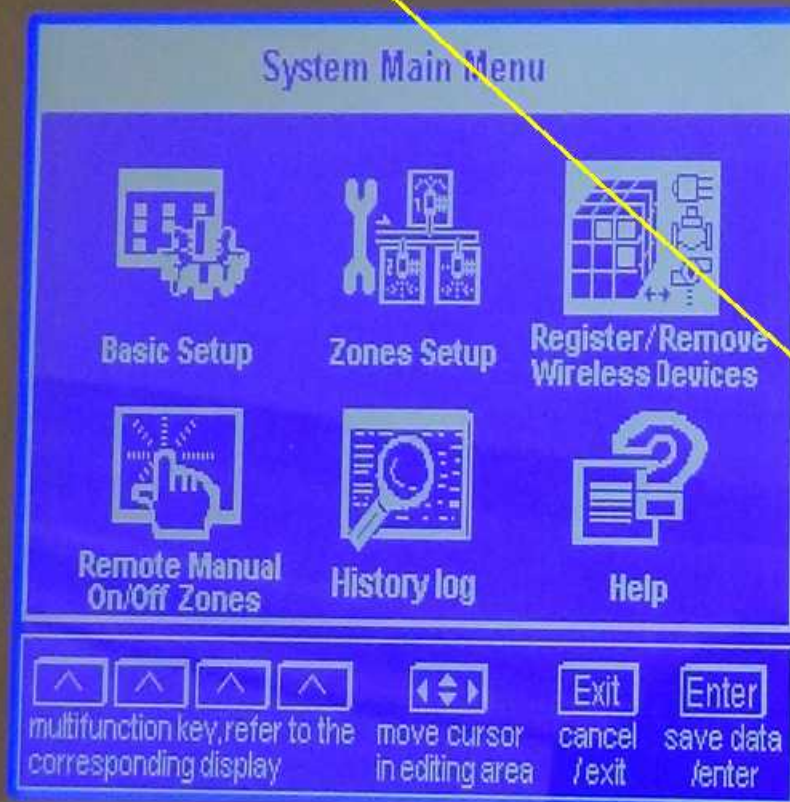 System Main Menu
Basic Setup
Zones Setup
Register/Remove
Wireless Devices
Remote Manual
On/Off Zones
History log
Help
multifunction key,refer to the
corresponding display
move cursor
in editing area
Exit
cancel
/exit
Enter
save data
/enter